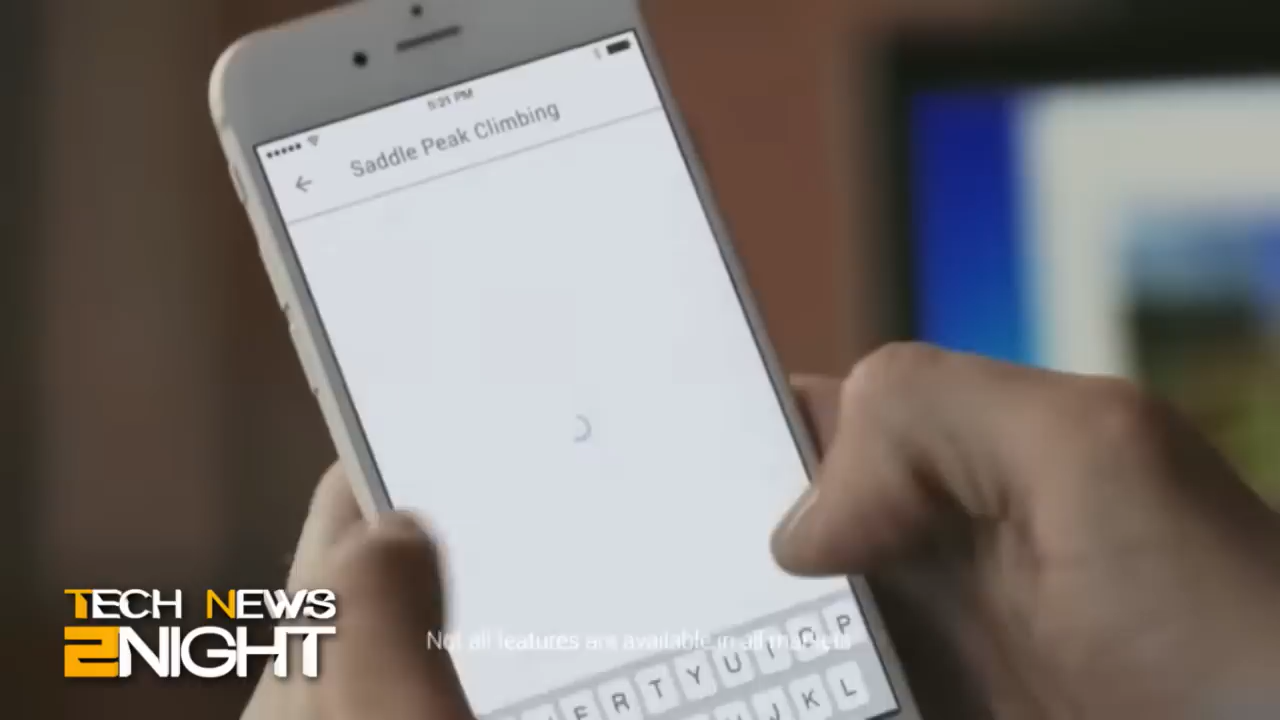 5:21 PM
Saddle Peak Climbing
TECH NEWS
2NIGHT
Not all features are available in all markets
E R T Y U I O P
J K L